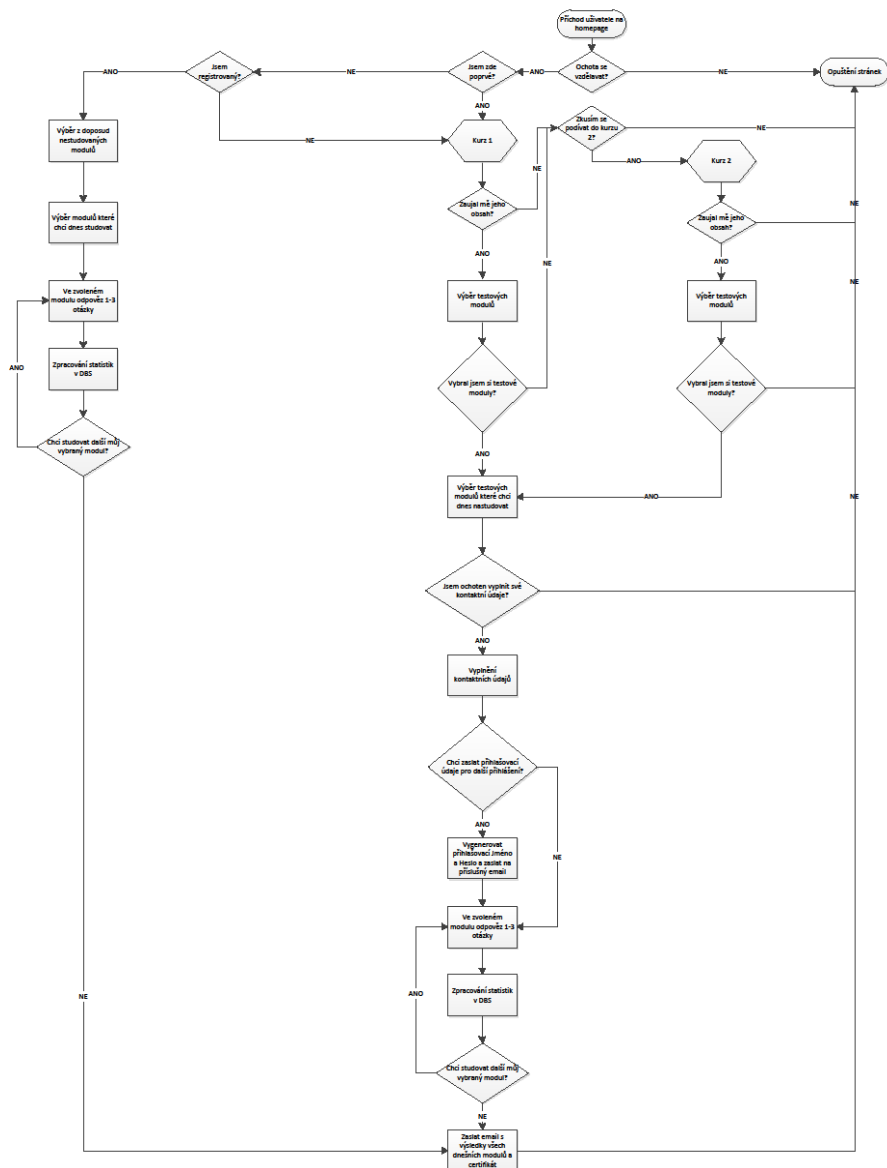 Příchod uživatele na
homepage
Jsem
registrovaný?
Jsem zde
poprvé?
Ochota se
vzdělavat?
Opuštění stránek
ANO
NE
ANO
NE
ANO
Výběr z doposud
nestudovaných
modulů
NE
Kurz 1
Zkusím se
podívat do kurzu
2?
NE
NE
ANO
Kurz 2
Výběr modulů které
chci dnes studovat
Zaujal mě jeho
obsah?
NE
Zaujal mě jeho
obsah?
NE
ANO
ANO
NE
NE
Ve zvoleném
modulu odpověz 1-3
otázky
Výběr testových
modulů
Výběr testových
modulů
ANO
Zpracování statistik
v DBS
Vybral jsem si testové
moduly?
Vybral jsem si testové
moduly?
Chci studovat další můj
vybraný modul?
ANO
Výběr testových
modulů které chci
dnes nastudovat
ANO
NE
Jsem ochoten vyplnit své
kontaktní údaje?
ANO
Vyplnění
kontaktních údajů
Chci zaslat přihlašovací
údaje pro další přihlášení?
ANO
Vygenerovat
přihlašovací Jméno
a Heslo a zaslat na
příslušný email
NE
Ve zvoleném
modulu odpověz 1-3
otázky
NE
ANO
Zpracování statistik
v DBS
Chci studovat další můj
vybraný modul?
NE
Zaslat email s
výsledky všech
dnešních modulů a
certifikát